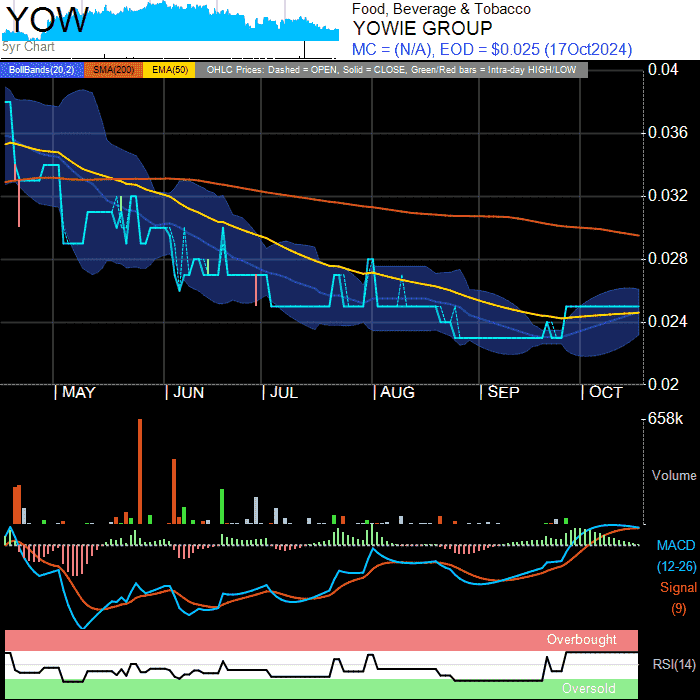 YOW
5yr Chart
Food, Beverage & Tobacco
YOWIE GROUP
MC = (N/A), EOD = $0.025 (17Oct2024)
BollBands(20,2) SMA(200) EMA(50) OHLC Prices: Dashed = OPEN, Solid = CLOSE, Green/Red bars = Intra-day HIGH/LOW
0.04
0.036
0.032
0.028
0.024
0.02
MAY JUN JUL AUG SEP OCT
658k
Volume
MACD
(12-26)
Signal
(9)
Overbought
RSI(14)
Oversold